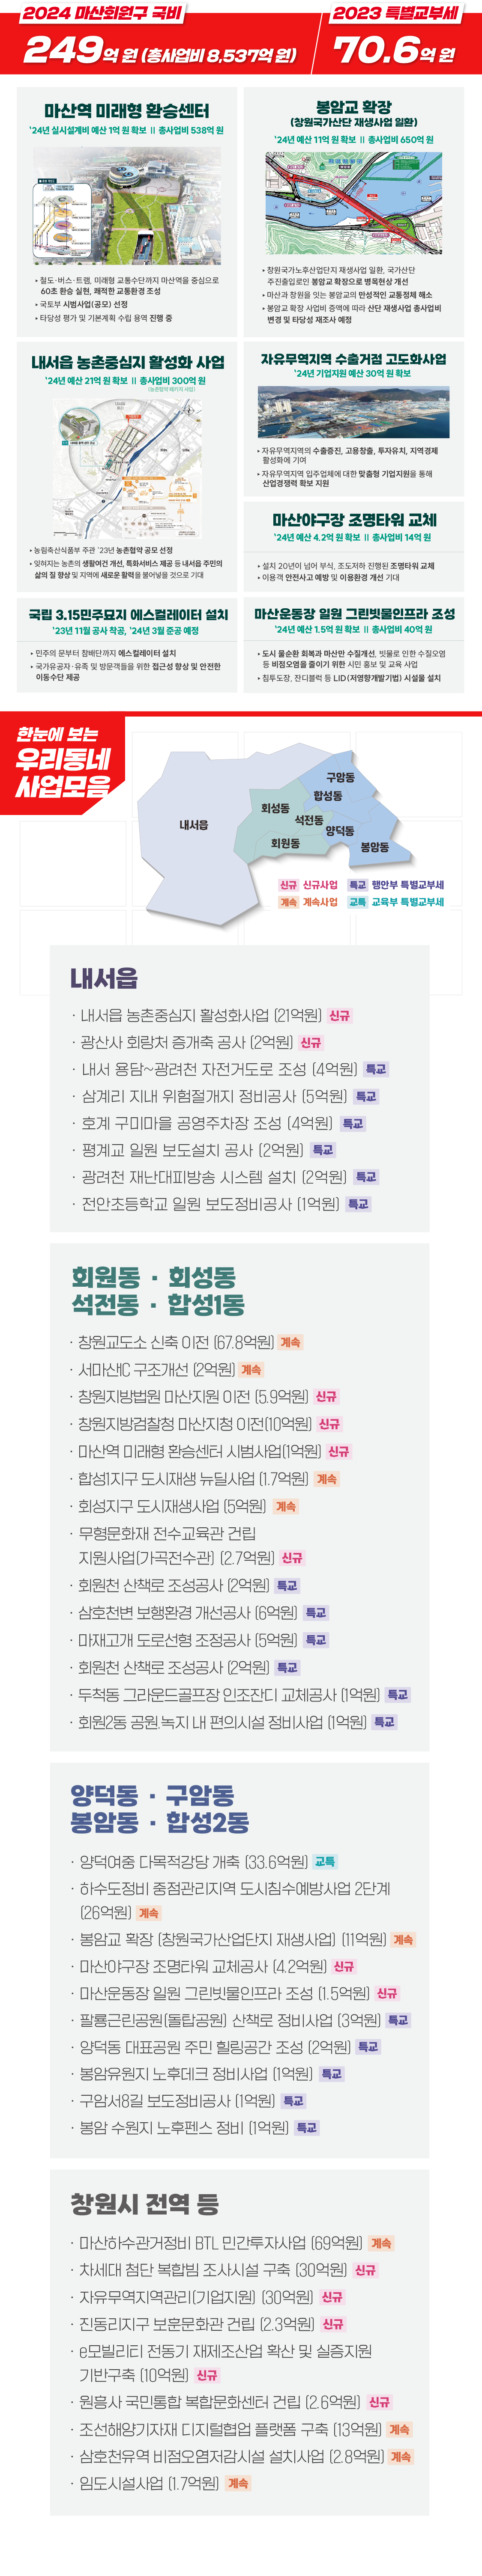 2024 마산회원구 국비
249억 원 (총사업비 8,537억 원)
2023 특별교부세
70.6억 원
마산역 미래형 환승센터
‘24년 실시설계비 예산 1억 원 확보 II 총사업비 538억 원
▸ 철도·버스·트램, 미래형 교통수단까지 마산역을 중심으로
60초 환승 실현, 쾌적한 교통환경 조성
▸ 국토부 시범사업(공모) 선정
▸ 타당성 평가 및 기본계획 수립 용역 진행 중
봉암교 확장
(창원국가산단 재생사업 일환)
‘24년 예산 11억 원 확보 II 총사업비 650억 원
▸ 창원국가노후산업단지 재생사업 일환, 국가산단
주진출입로인 봉암교 확장으로 병목현상 개선
▸ 마산과 창원을 잇는 봉암교의 만성적인 교통정체 해소
▸ 봉암교 확장 사업비 증액에 따라 산단 재생사업 총사업비
변경 및 타당성 재조사 예정
내서읍 농촌중심지 활성화 사업
‘24년 예산 21억 원 확보 II 총사업비 300억 원
(농촌협약 패키지 사업)
▸ 농림축산식품부 주관 ‘23년 농촌협약 공모 선정
▸ 잊혀지는 농촌의 생활여건 개선, 특화서비스 제공 등 내서읍 주민의
삶의 질 향상 및 지역에 새로운 활력을 불어넣을 것으로 기대
자유무역지역 수출거점 고도화사업
‘24년 기업지원 예산 30억 원 확보
▸ 자유무역지역의 수출증진, 고용창출, 투자유치, 지역경제
활성화에 기여
▸ 자유무역지역 입주업체에 대한 맞춤형 기업지원을 통해
산업경쟁력 확보 지원
마산야구장 조명타워 교체
‘24년 예산 4.2억 원 확보 II 총사업비 14억 원
▸ 설치 20년이 넘어 부식, 조도저하 진행된 조명타워 교체
▸ 이용객 안전사고 예방 및 이용환경 개선 기대
국립 3.15민주묘지 에스컬레이터 설치
‘23년 11월 공사 착공, ‘24년 3월 준공 예정
▸ 민주의 문부터 참배단까지 에스컬레이터 설치
▸ 국가유공자·유족 및 방문객들을 위한 접근성 향상 및 안전한
이동수단 제공
마산운동장 일원 그린빗물인프라 조성
‘24년 예산 1.5억 원 확보 II 총사업비 40억 원
▸ 도시 물순환 회복과 마산만 수질개선, 빗물로 인한 수질오염
등 비점오염을 줄이기 위한 시민 홍보 및 교육 사업
▸ 침투도랑, 잔디블럭 등 LID(저영향개발기법) 시설물 설치
한눈에 보는
우리동네
사업모음
구암동
합성동
회성동
석전동
내서읍
양덕동
회원동
봉암동
신규 신규사업 특교 행안부 특별교부세
계속 계속사업 교특 교육부 특별교부세
내서읍
· 내서읍 농촌중심지 활성화사업 (21억원) 신규
· 광산사 회랑처 증개축 공사 (2억원) 신규
· 내서 용담~광려천 자전거도로 조성 (4억원) 특교
· 삼계리 지내 위험절개지 정비공사 (5억원) 특교
· 호계 구미마을 공영주차장 조성 (4억원) 특교
· 평계교 일원 보도설치 공사 (2억원) 특교
· 광려천 재난대피방송 시스템 설치 (2억원) 특교
· 전안초등학교 일원 보도정비공사 (1억원) 특교
회원동 · 회성동
석전동 · 합성1동
· 창원교도소 신축 이전 (67.8억원) 계속
· 서마산IC 구조개선 (2억원) 계속
· 창원지방법원 마산지원 이전 (5.9억원) 신규
· 창원지방검찰청 마산지청 이전(10억원) 신규
· 마산역 미래형 환승센터 시범사업(1억원) 신규
· 합성1지구 도시재생 뉴딜사업 (1.7억원) 계속
· 회성지구 도시재생사업 (5억원) 계속
· 무형문화재 전수교육관 건립
지원사업(가곡전수관) (2.7억원) 신규
· 회원천 산책로 조성공사 (2억원) 특교
· 삼호천변 보행환경 개선공사 (6억원) 특교
· 마재고개 도로선형 조정공사 (5억원) 특교
· 회원천 산책로 조성공사 (2억원) 특교
· 두척동 그라운드골프장 인조잔디 교체공사 (1억원) 특교
· 회원2동 공원.녹지 내 편의시설 정비사업 (1억원) 특교
양덕동 · 구암동
봉암동 · 합성2동
· 양덕여중 다목적강당 개축 (33.6억원) 교특
· 하수도정비 중점관리지역 도시침수예방사업 2단계
(26억원) 계속
· 봉암교 확장 (창원국가산업단지 재생사업) (11억원) 계속
· 마산야구장 조명타워 교체공사 (4.2억원) 신규
· 마산운동장 일원 그린빗물인프라 조성 (1.5억원) 신규
· 팔룡근린공원(돌탑공원) 산책로 정비사업 (3억원) 특교
· 양덕동 대표공원 주민 힐링공간 조성 (2억원) 특교
· 봉암유원지 노후데크 정비사업 (1억원) 특교
· 구암서8길 보도정비공사 (1억원) 특교
· 봉암 수원지 노후펜스 정비 (1억원) 특교
창원시 전역 등
· 마산하수관거정비 BTL 민간투자사업 (69억원) 계속
· 차세대 첨단 복합빔 조사시설 구축 (30억원) 신규
· 자유무역지역관리(기업지원) (30억원) 신규
· 진동리지구 보훈문화관 건립 (2.3억원) 신규
· e모빌리티 전동기 재제조산업 확산 및 실증지원
기반구축 (10억원) 신규
· 원흥사 국민통합 복합문화센터 건립 (2.6억원) 신규
· 조선해양기자재 디지털협업 플랫폼 구축 (13억원) 계속
· 삼호천유역 비점오염저감시설 설치사업 (2.8억원) 계속
· 임도시설사업 (1.7억원) 계속